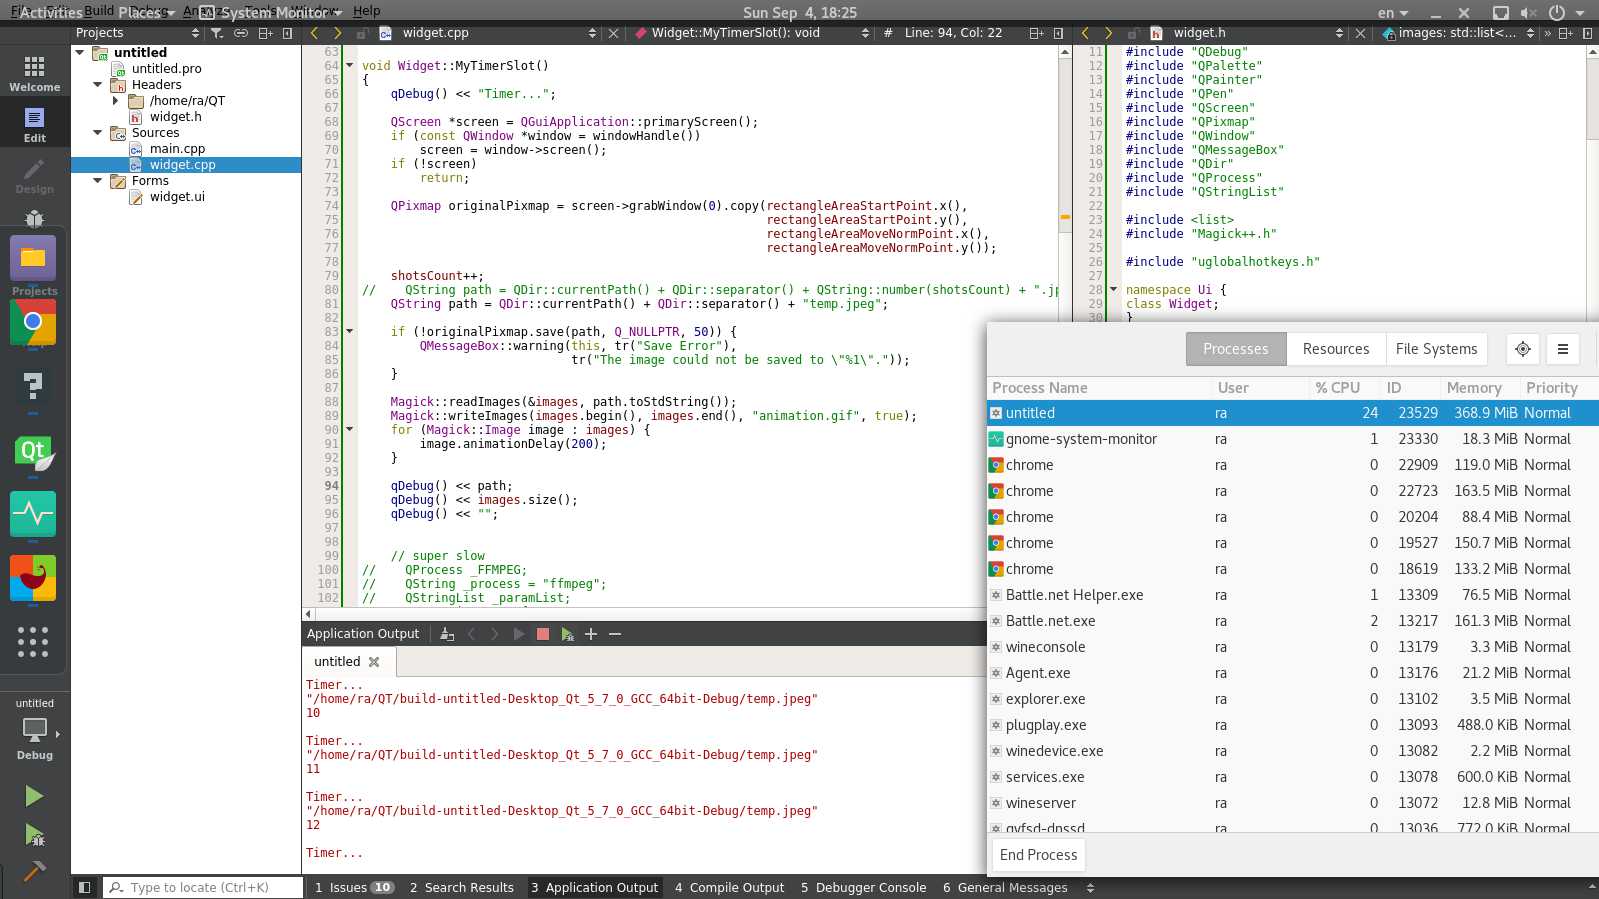 Activities
Places
System Monitor
Help
Sun Sep 4, 18:25
en
Projects
widget.cpp
Widget::MyTimerSlot(): void
# Line: 94, Col: 22
widget.h
images: std::list<...
Welcome
Edit
Design
Projects
untitled
Debug
untitled
untitled.pro
Headers
/home/ra/QT
widget.h
Sources
main.cpp
widget.cpp
Forms
widget.ui
63
64 void Widget::MyTimerSlot()
65 {
66 qDebug() << "Timer...";
67
68 QScreen *screen = QGuiApplication::primaryScreen();
69 if (const QWindow *window = windowHandle())
70 screen = window->screen();
71 if (!screen)
72 return;
73
74 QPixmap originalPixmap = screen->grabWindow(0).copy(rectangleAreaStartPoint.x(),
75 rectangleAreaStartPoint.y(),
76 rectangleAreaMoveNormPoint.x(),
77 rectangleAreaMoveNormPoint.y());
78
79 shotsCount++;
80 // QString path = QDir::currentPath() + QDir::separator() + QString::number(shotsCount) + ".jp
81 QString path = QDir::currentPath() + QDir::separator() + "temp.jpeg";
82
83 if (!originalPixmap.save(path, Q_NULLPTR, 50)) {
84 QMessageBox::warning(this, tr("Save Error"),
85 tr("The image could not be saved to \"%1\"."));
86 }
87
88 Magick::readImages(&images, path.toStdString());
89 Magick::writeImages(images.begin(), images.end(), "animation.gif", true);
90 for (Magick::Image image : images) {
91 image.animationDelay(200);
92 }
93
94 qDebug() << path;
95 qDebug() << images.size();
96 qDebug() << "";
97
98
99 // super slow
100 // QProcess _FFMPEG;
101 // QString _process = "ffmpeg";
102 // QStringList _paramList;
11 #include "QDebug"
12 #include "QPalette"
13 #include "QPainter"
14 #include "QPen"
15 #include "QScreen"
16 #include "QPixmap"
17 #include "QWindow"
18 #include "QMessageBox"
19 #include "QDir"
20 #include "QProcess"
21 #include "QStringList"
22
23 #include <list>
24 #include "Magick++.h"
25
26 #include "uglobalhotkeys.h"
27
28 namespace Ui {
29 class Widget;
30 }
Application Output
untitled
Timer...
"/home/ra/QT/build-untitled-Desktop_Qt_5_7_0_GCC_64bit-Debug/temp.jpeg"
10
Timer...
"/home/ra/QT/build-untitled-Desktop_Qt_5_7_0_GCC_64bit-Debug/temp.jpeg"
11
Timer...
"/home/ra/QT/build-untitled-Desktop_Qt_5_7_0_GCC_64bit-Debug/temp.jpeg"
12
Timer...
Processes Resources File Systems
Process Name User % CPU ID Memory Priority
untitled ra 24 23529 368.9 MiB Normal
gnome-system-monitor ra 1 23330 18.3 MiB Normal
chrome ra 0 22909 119.0 MiB Normal
chrome ra 0 22723 163.5 MiB Normal
chrome ra 0 20204 88.4 MiB Normal
chrome ra 0 19527 150.7 MiB Normal
chrome ra 0 18619 133.2 MiB Normal
Battle.net Helper.exe ra 1 13309 76.5 MiB Normal
Battle.net.exe ra 2 13217 161.3 MiB Normal
wineconsole ra 0 13179 3.3 MiB Normal
Agent.exe ra 0 13176 21.2 MiB Normal
explorer.exe ra 0 13102 3.5 MiB Normal
plugplay.exe ra 0 13093 488.0 KiB Normal
winedevice.exe ra 0 13082 2.2 MiB Normal
services.exe ra 0 13078 600.0 KiB Normal
wineserver ra 0 13072 12.8 MiB Normal
gvfsd-dnssd ra 0 13036 772.0 KiB Normal
End Process
Type to locate (Ctrl+K)
1 Issues 10 2 Search Results 3 Application Output 4 Compile Output 5 Debugger Console 6 General Messages